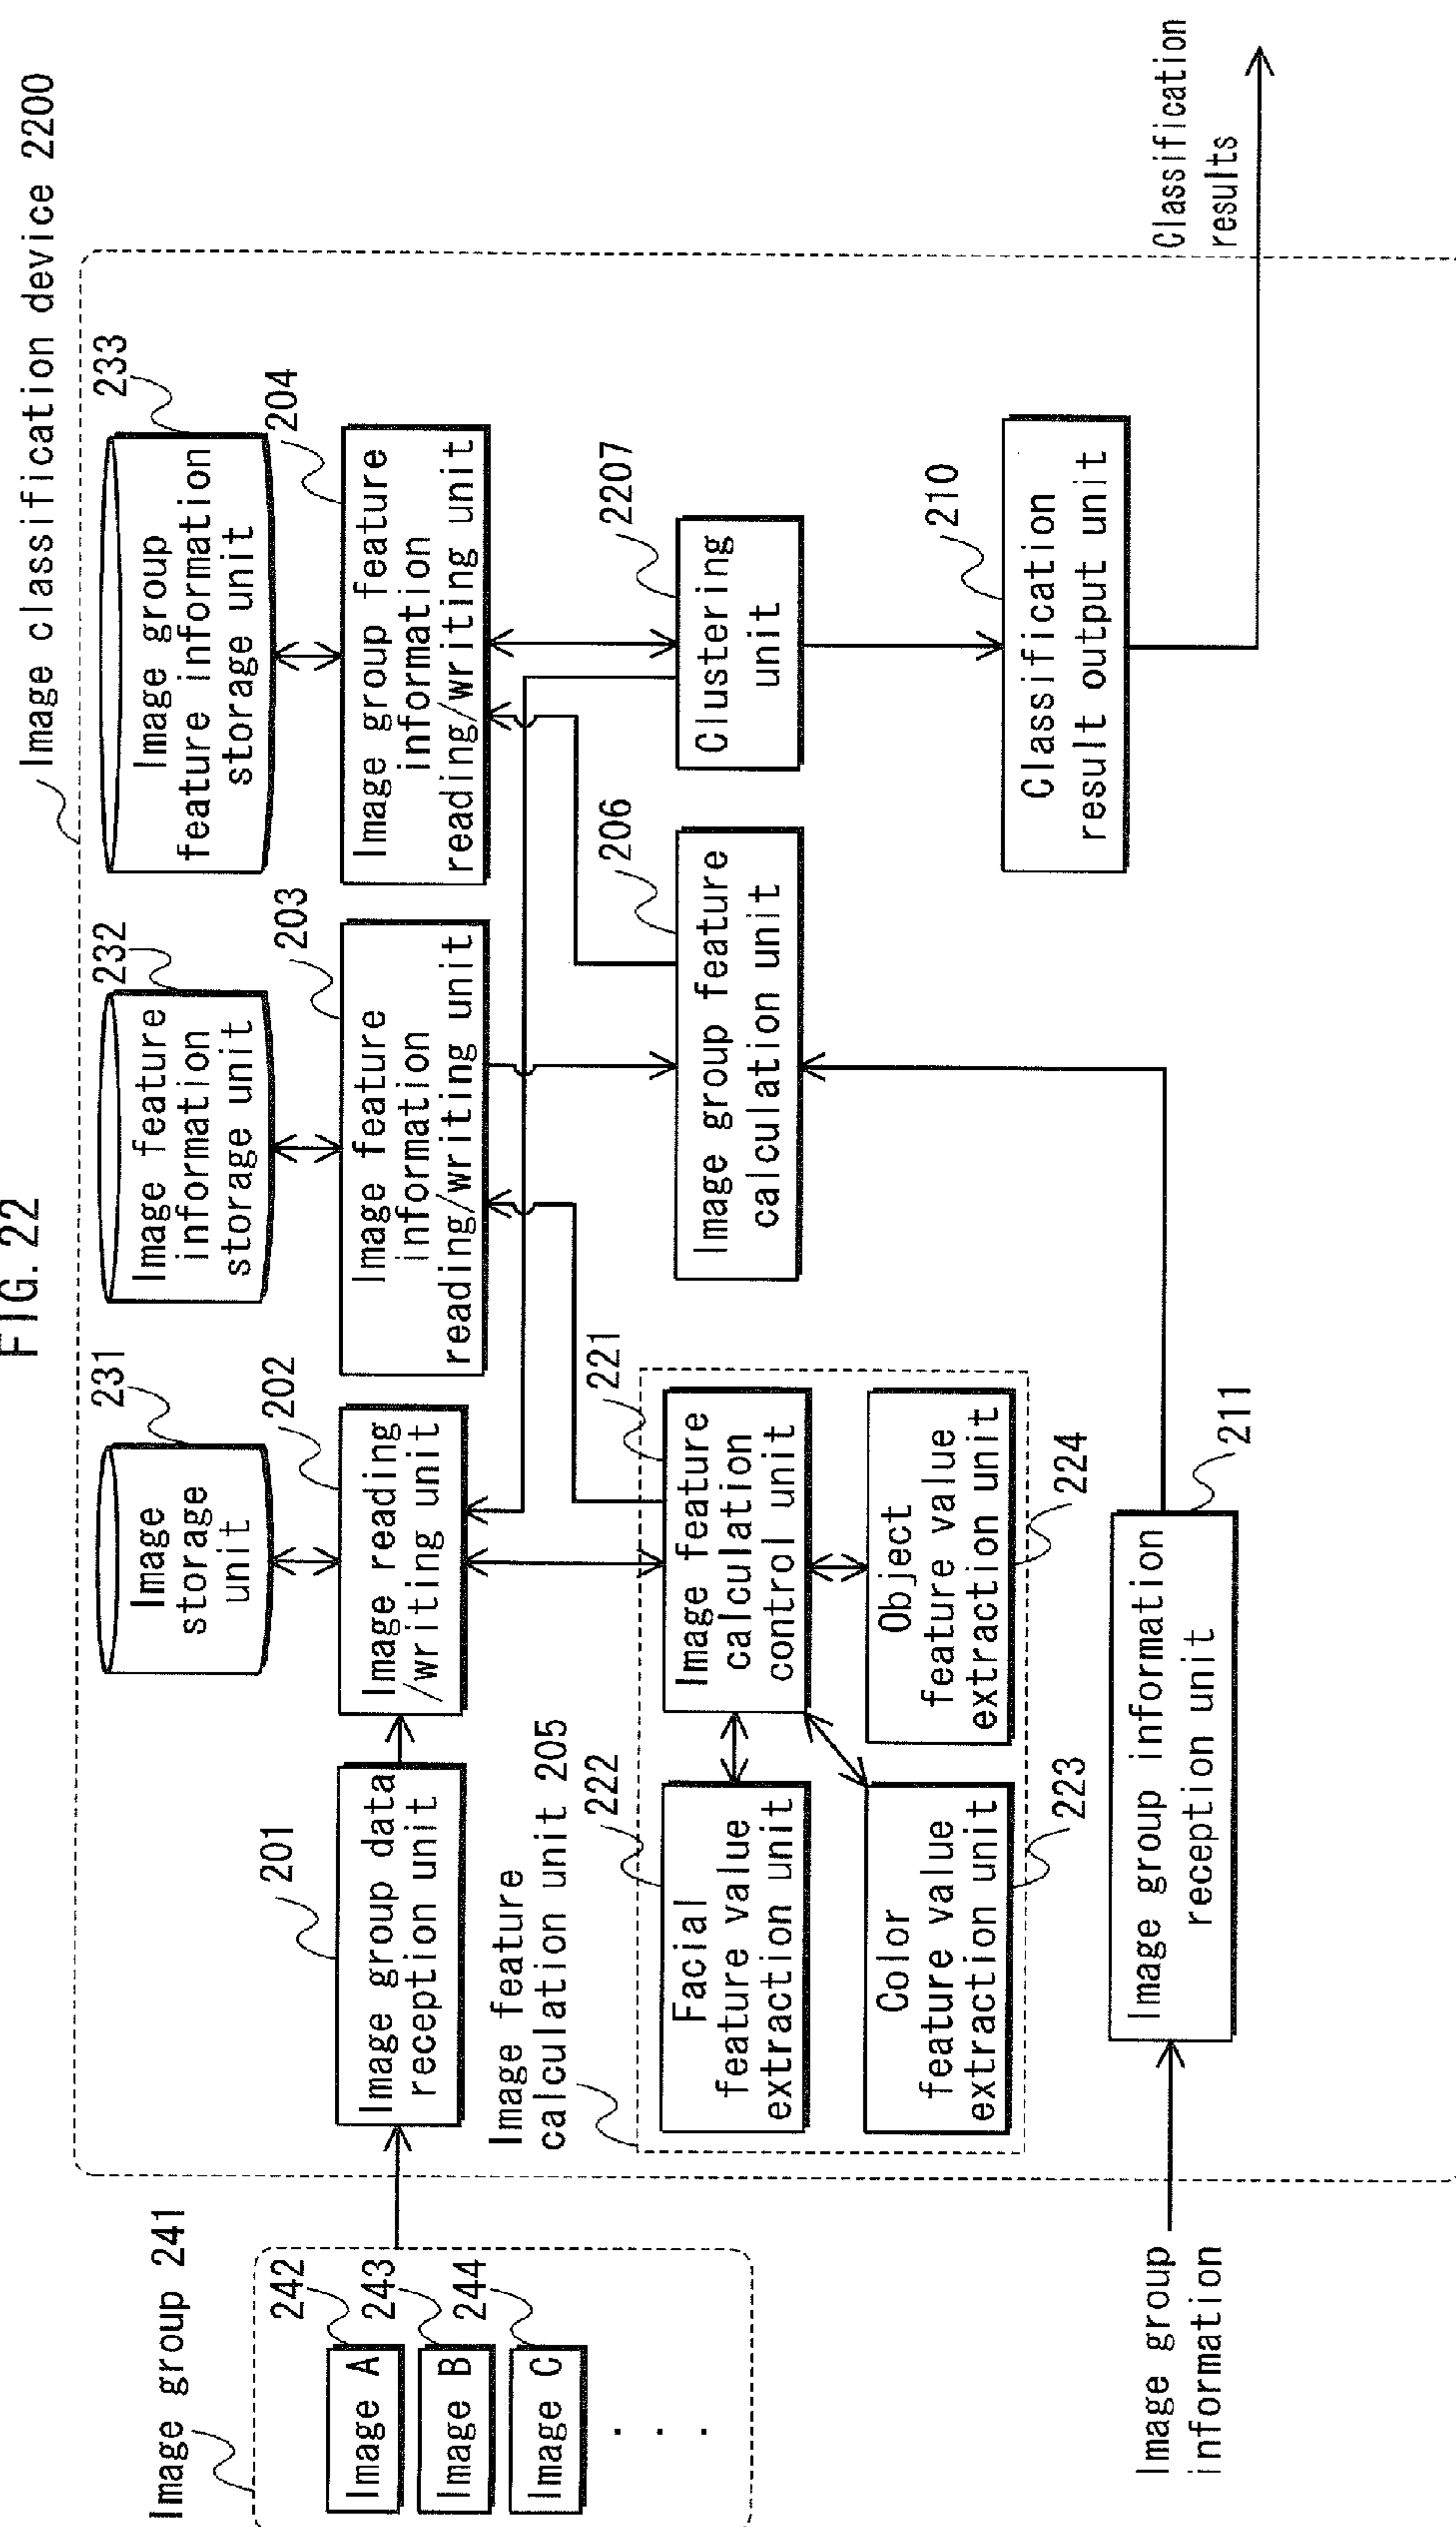 FIG. 22
Image classification device 2200
Image group 241
242
Image A
243
Image B
244
Image C
. . .
201
Image group data
reception unit
231
Image
storage
unit
202
Image reading
/writing unit
232
Image feature
information
storage unit
203
Image feature
information
reading/writing unit
233
Image group
feature information
storage unit
204
Image group feature
information
reading/writing unit
Image feature
calculation unit 205
222
Facial
feature value
extraction unit
221
Image feature
calculation
control unit
Color
feature value
extraction unit
223
Object
feature value
extraction unit
224
206
Image group feature
calculation unit
2207
Clustering
unit
210
Classification
result output unit
Classification
results
Image group
information
Image group information
reception unit
211